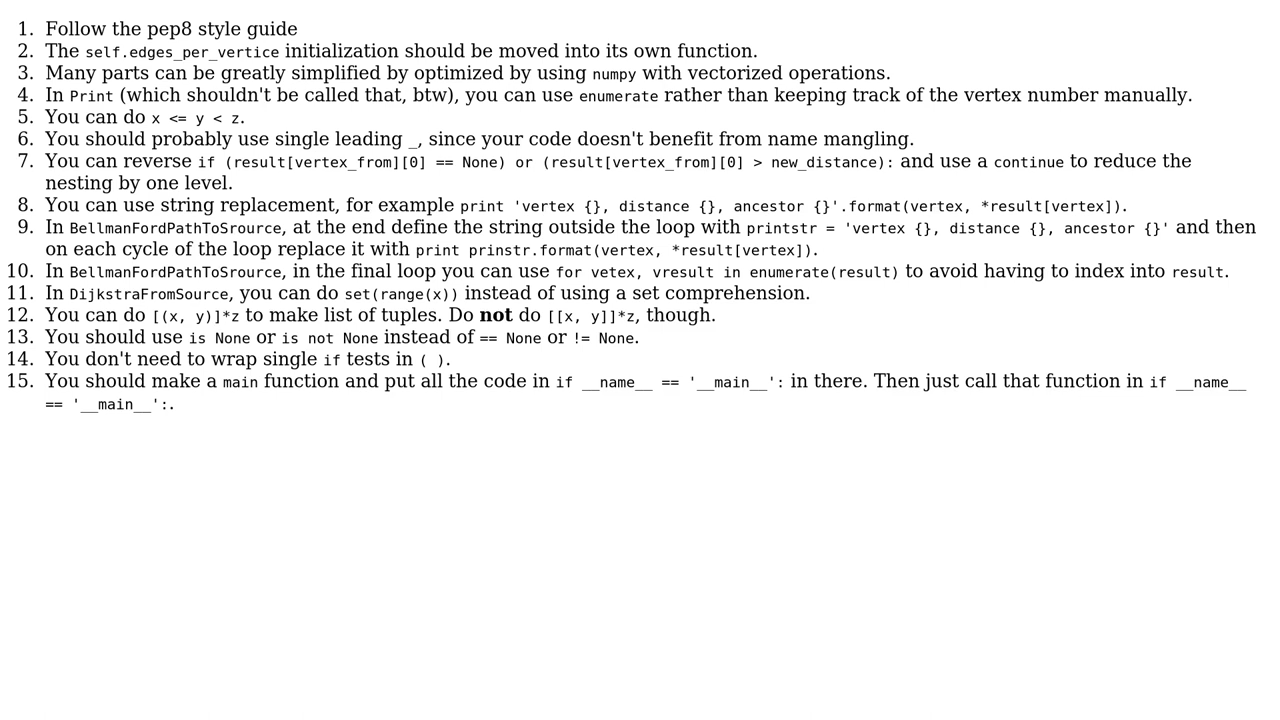 1. Follow the pep8 style guide
2. The self.edges_per_vertice initialization should be moved into its own function.
3. Many parts can be greatly simplified by optimized by using numpy with vectorized operations.
4. In Print (which shouldn't be called that, btw), you can use enumerate rather than keeping track of the vertex number manually.
5. You can do x <= y < z.
6. You should probably use single leading _, since your code doesn't benefit from name mangling.
7. You can reverse if (result[vertex_from][0] == None) or (result[vertex_from][0] > new_distance): and use a continue to reduce the
nesting by one level.
8. You can use string replacement, for example print 'vertex {}, distance {}, ancestor {}'.format(vertex, *result[vertex]).
9. In BellmanFordPathToSrource, at the end define the string outside the loop with printstr = 'vertex {}, distance {}, ancestor {}' and then
on each cycle of the loop replace it with print prinstr.format(vertex, *result[vertex]).
10. In BellmanFordPathToSrource, in the final loop you can use for vetex, vresult in enumerate(result) to avoid having to index into result.
11. In DijkstraFromSource, you can do set(range(x)) instead of using a set comprehension.
12. You can do [(x, y)]*z to make list of tuples. Do not do [[x, y]]*z, though.
13. You should use is None or is not None instead of == None or != None.
14. You don't need to wrap single if tests in ( ).
15. You should make a main function and put all the code in if __name__ == '__main__': in there. Then just call that function in if __name__
== '__main__':.